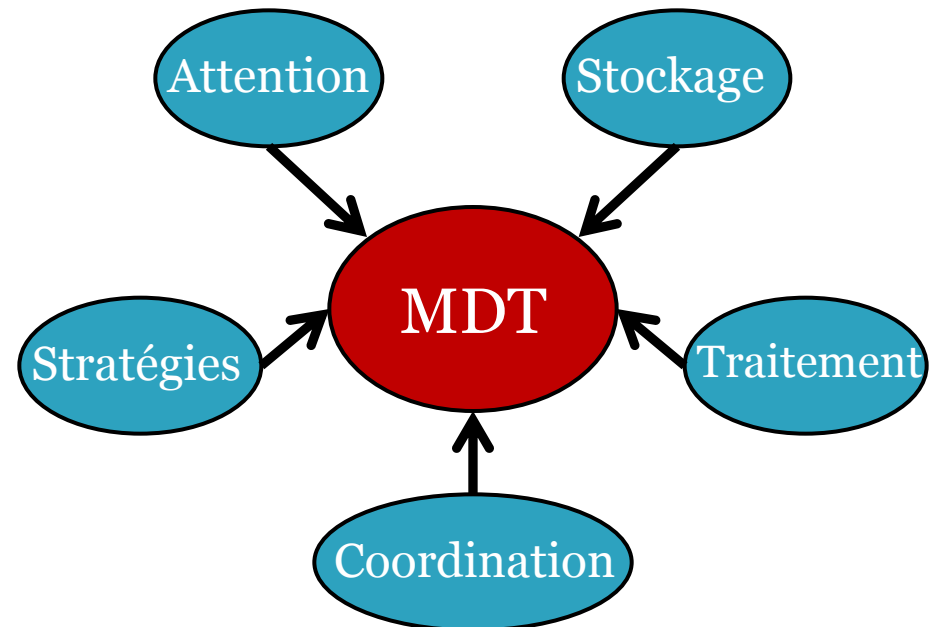 Attention
Stockage
MDT
Stratégies
Traitement
Coordination